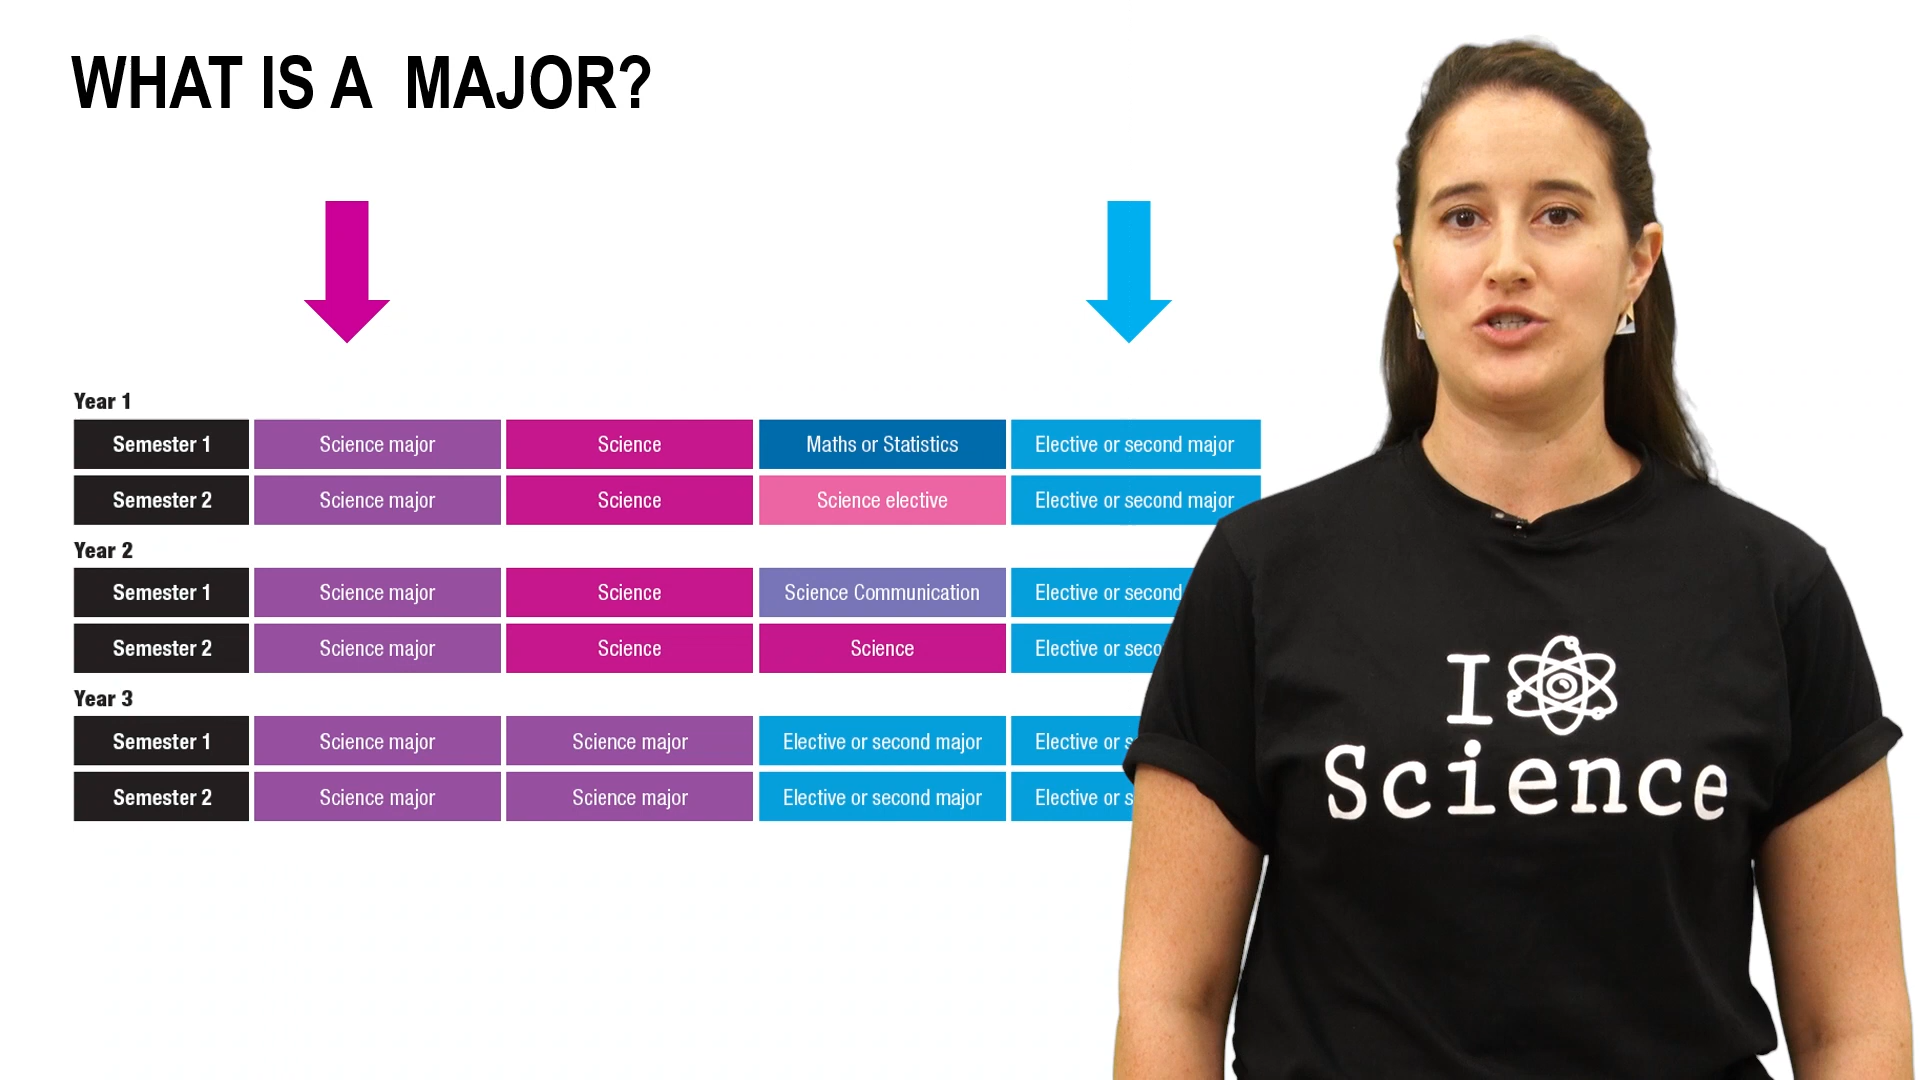 WHAT IS A MAJOR?
Year 1
Semester 1 Science major Science Maths or Statistics Elective or second major
Semester 2 Science major Science Science elective Elective or second major
Year 2
Semester 1 Science major Science Science Communication Elective or second
Semester 2 Science major Science Science Elective or
Year 3
Semester 1 Science major Science major Elective or second major Elective or
Semester 2 Science major Science major Elective or second major Elective or
I
Science